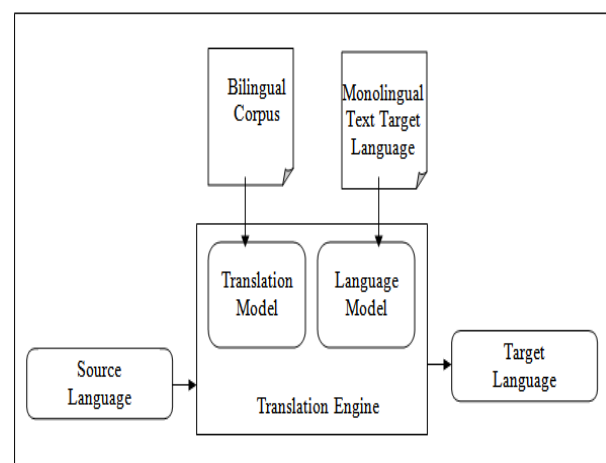 Bilingual
Corpus
Monolingual
Text Target
Language
Translation
Model
Language
Model
Source
Language
Translation Engine
Target
Language